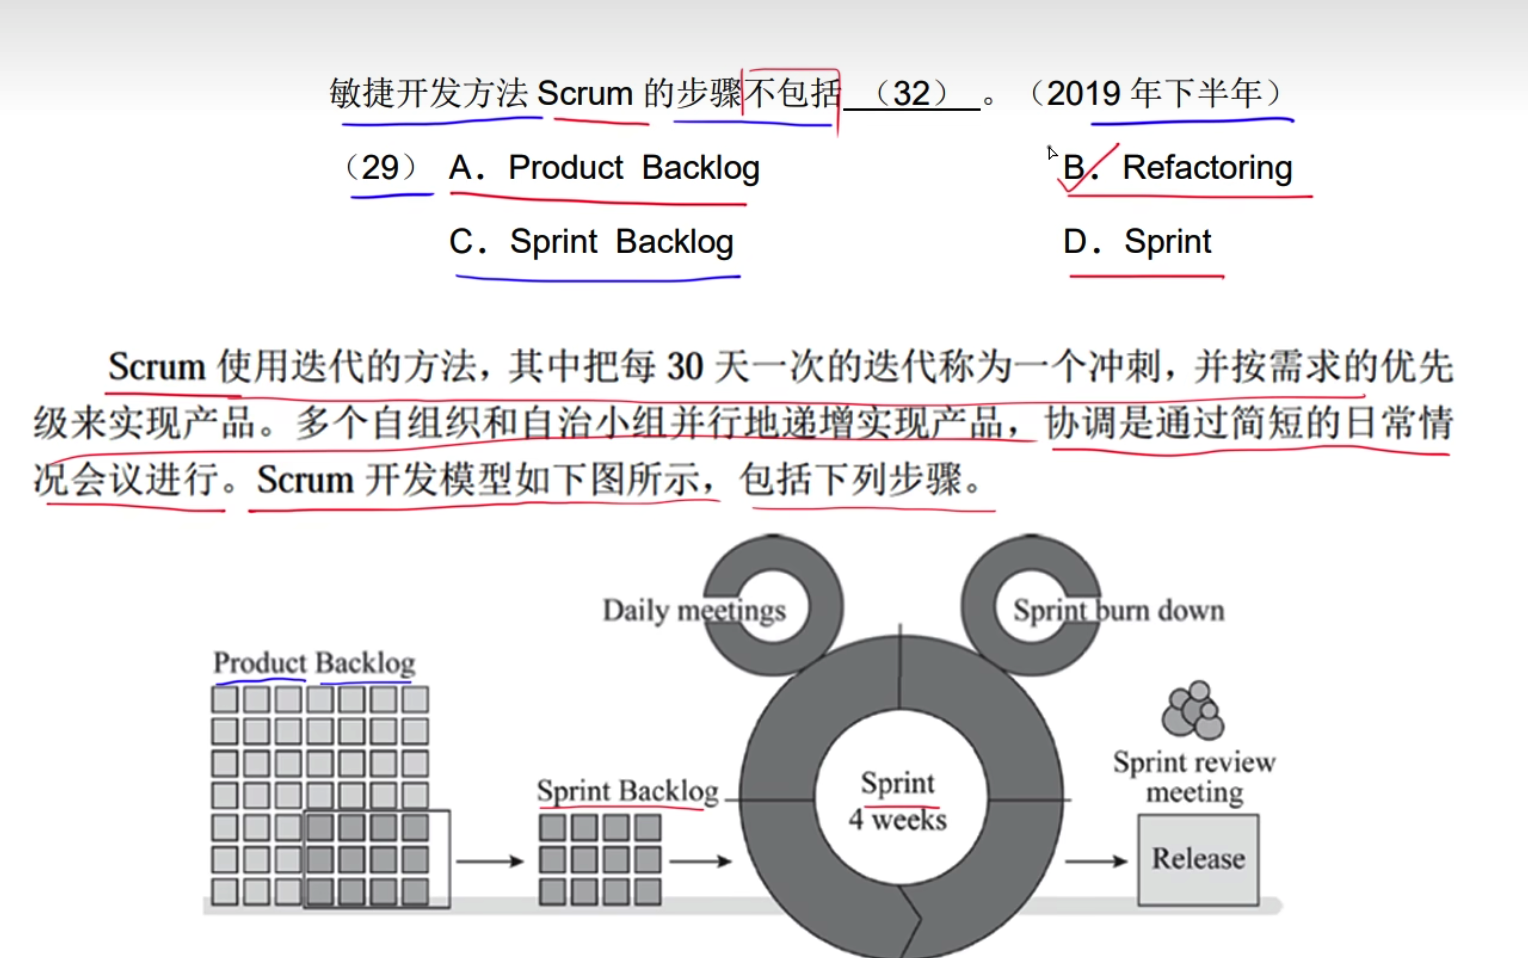 敏捷开发方法 Scrum 的步骤不包括（32）。（2019 年下半年）
（29） A．Product Backlog B．Refactoring
C．Sprint Backlog D．Sprint
Scrum 使用迭代的方法，其中把每 30 天一次的迭代称为一个冲刺，并按需求的优先
级来实现产品。多个自组织和自治小组并行地递增实现产品，协调是通过简短的日常情
况会议进行。Scrum 开发模型如下图所示，包括下列步骤。
Daily meetings
Sprint burn down
Product Backlog
Sprint Backlog
Sprint
4 weeks
Sprint review
meeting
Release